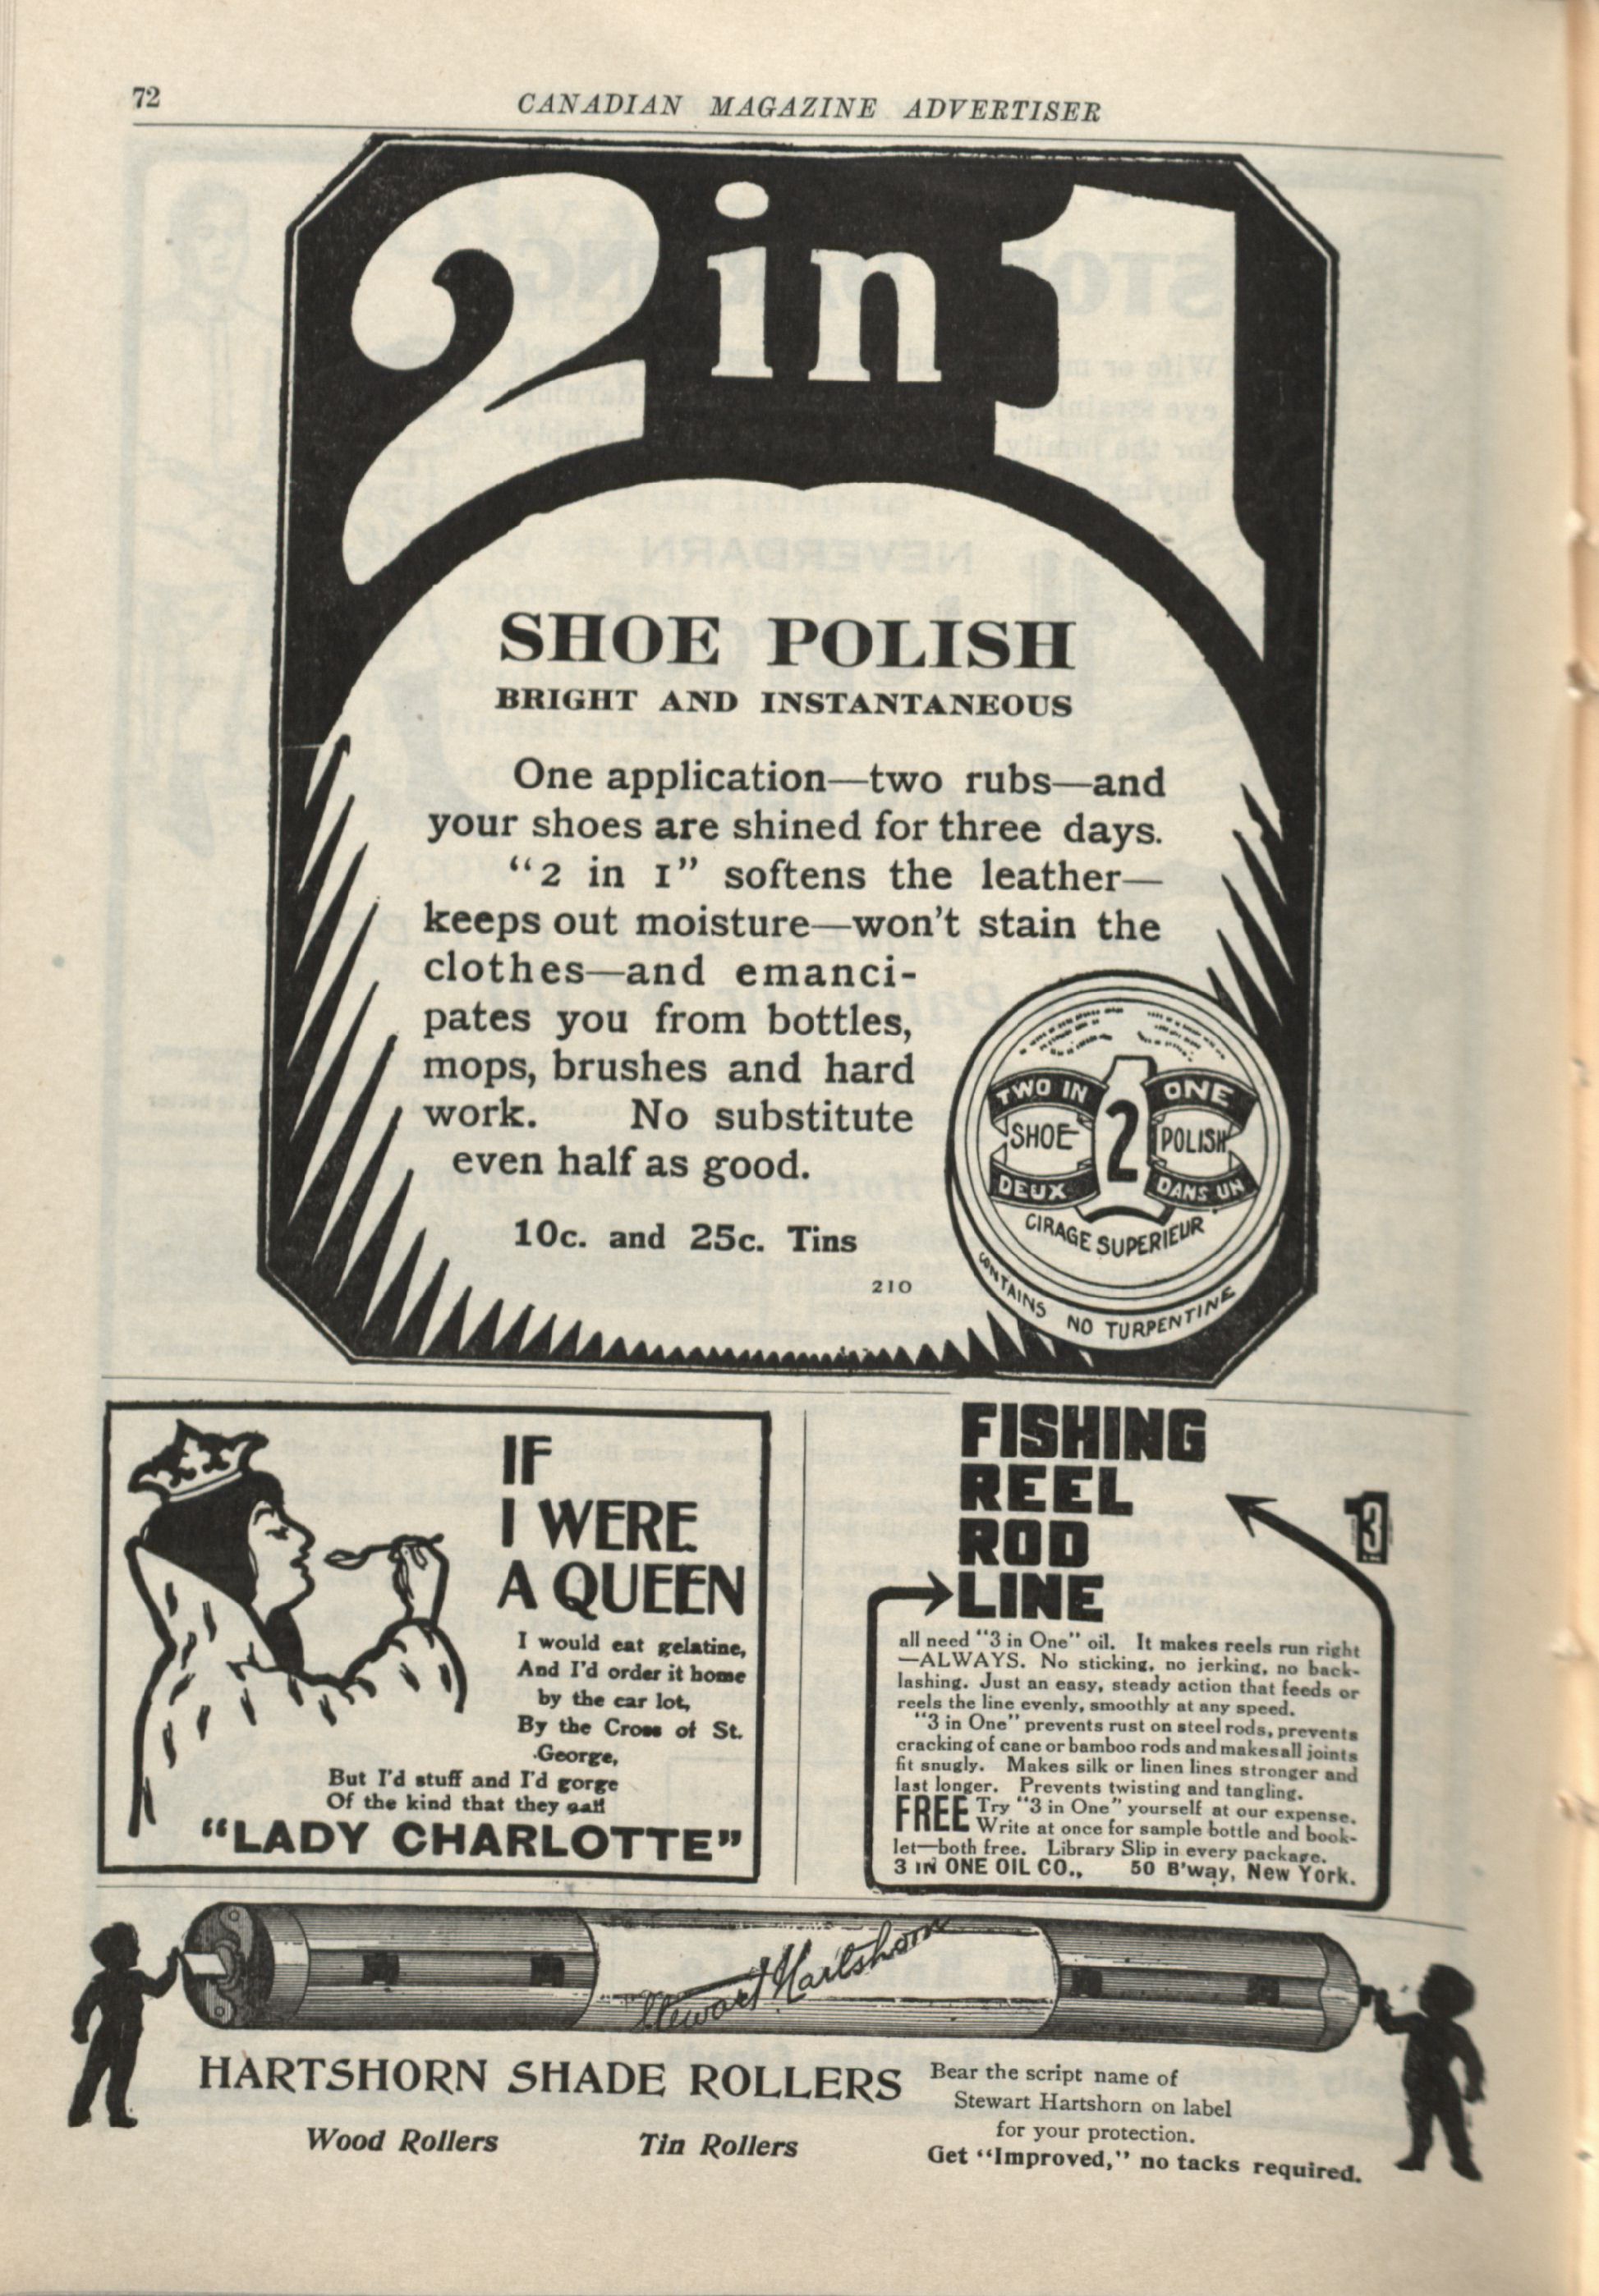 72
CANADIAN MAGAZINE ADVERTISER
2 in 1
SHOE POLISH
BRIGHT AND INSTANTANEOUS
One application—two rubs—and
your shoes are shined for three days.
"2 in 1" softens the leather—
keeps out moisture—won't stain the
clothes—and emanci-
pates you from bottles,
mops, brushes and hard
work. No substitute
even half as good.
10c. and 25c. Tins
210
TWO IN ONE
SHOE 2 POLISH
DEUX DANS UN
CIRAGE SUPERIEUR
CONTAINS NO TURPENTINE
IF
I WERE
A QUEEN
I would eat gelatine,
And I'd order it home
by the car lot,
By the Cross of St.
George,
But I'd stuff and I'd gorge
Of the kind that they call
"LADY CHARLOTTE"
FISHING
REEL
ROD
LINE
3 in 1
all need "3 in One" oil. It makes reels run right
—ALWAYS. No sticking, no jerking, no back-
lashing. Just an easy, steady action that feeds or
reels the line evenly, smoothly at any speed.
"3 in One" prevents rust on steel rods, prevents
cracking of cane or bamboo rods and makes all joints
fit snugly. Makes silk or linen lines stronger and
last longer. Prevents twisting and tangling.
FREE Try "3 in One" yourself at our expense.
Write at once for sample bottle and book-
let—both free. Library Slip in every package.
3 IN ONE OIL CO., 50 B'way, New York.
Stewart Hartshorn
HARTSHORN SHADE ROLLERS
Wood Rollers Tin Rollers
Bear the script name of
Stewart Hartshorn on label
for your protection.
Get "Improved," no tacks required.